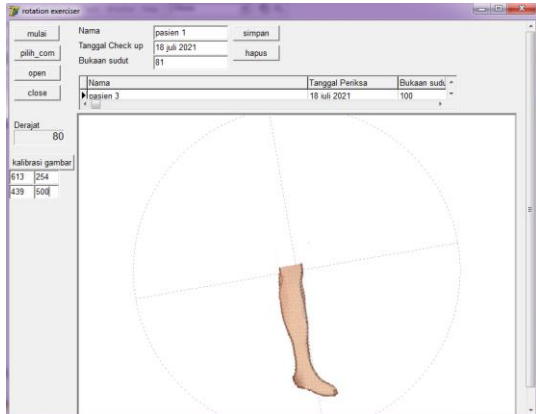 rotation exerciser
mulai
Nama
pasien 1
simpan
pilih_com
Tanggal Check up
18 juli 2021
hapus
Bukaan sudut
81
open
close
Nama Tanggal Periksa Bukaan sudu
pasien 3 18 juli 2021 100
Derajat
80
kalibrasi gambar
613 254
439 500